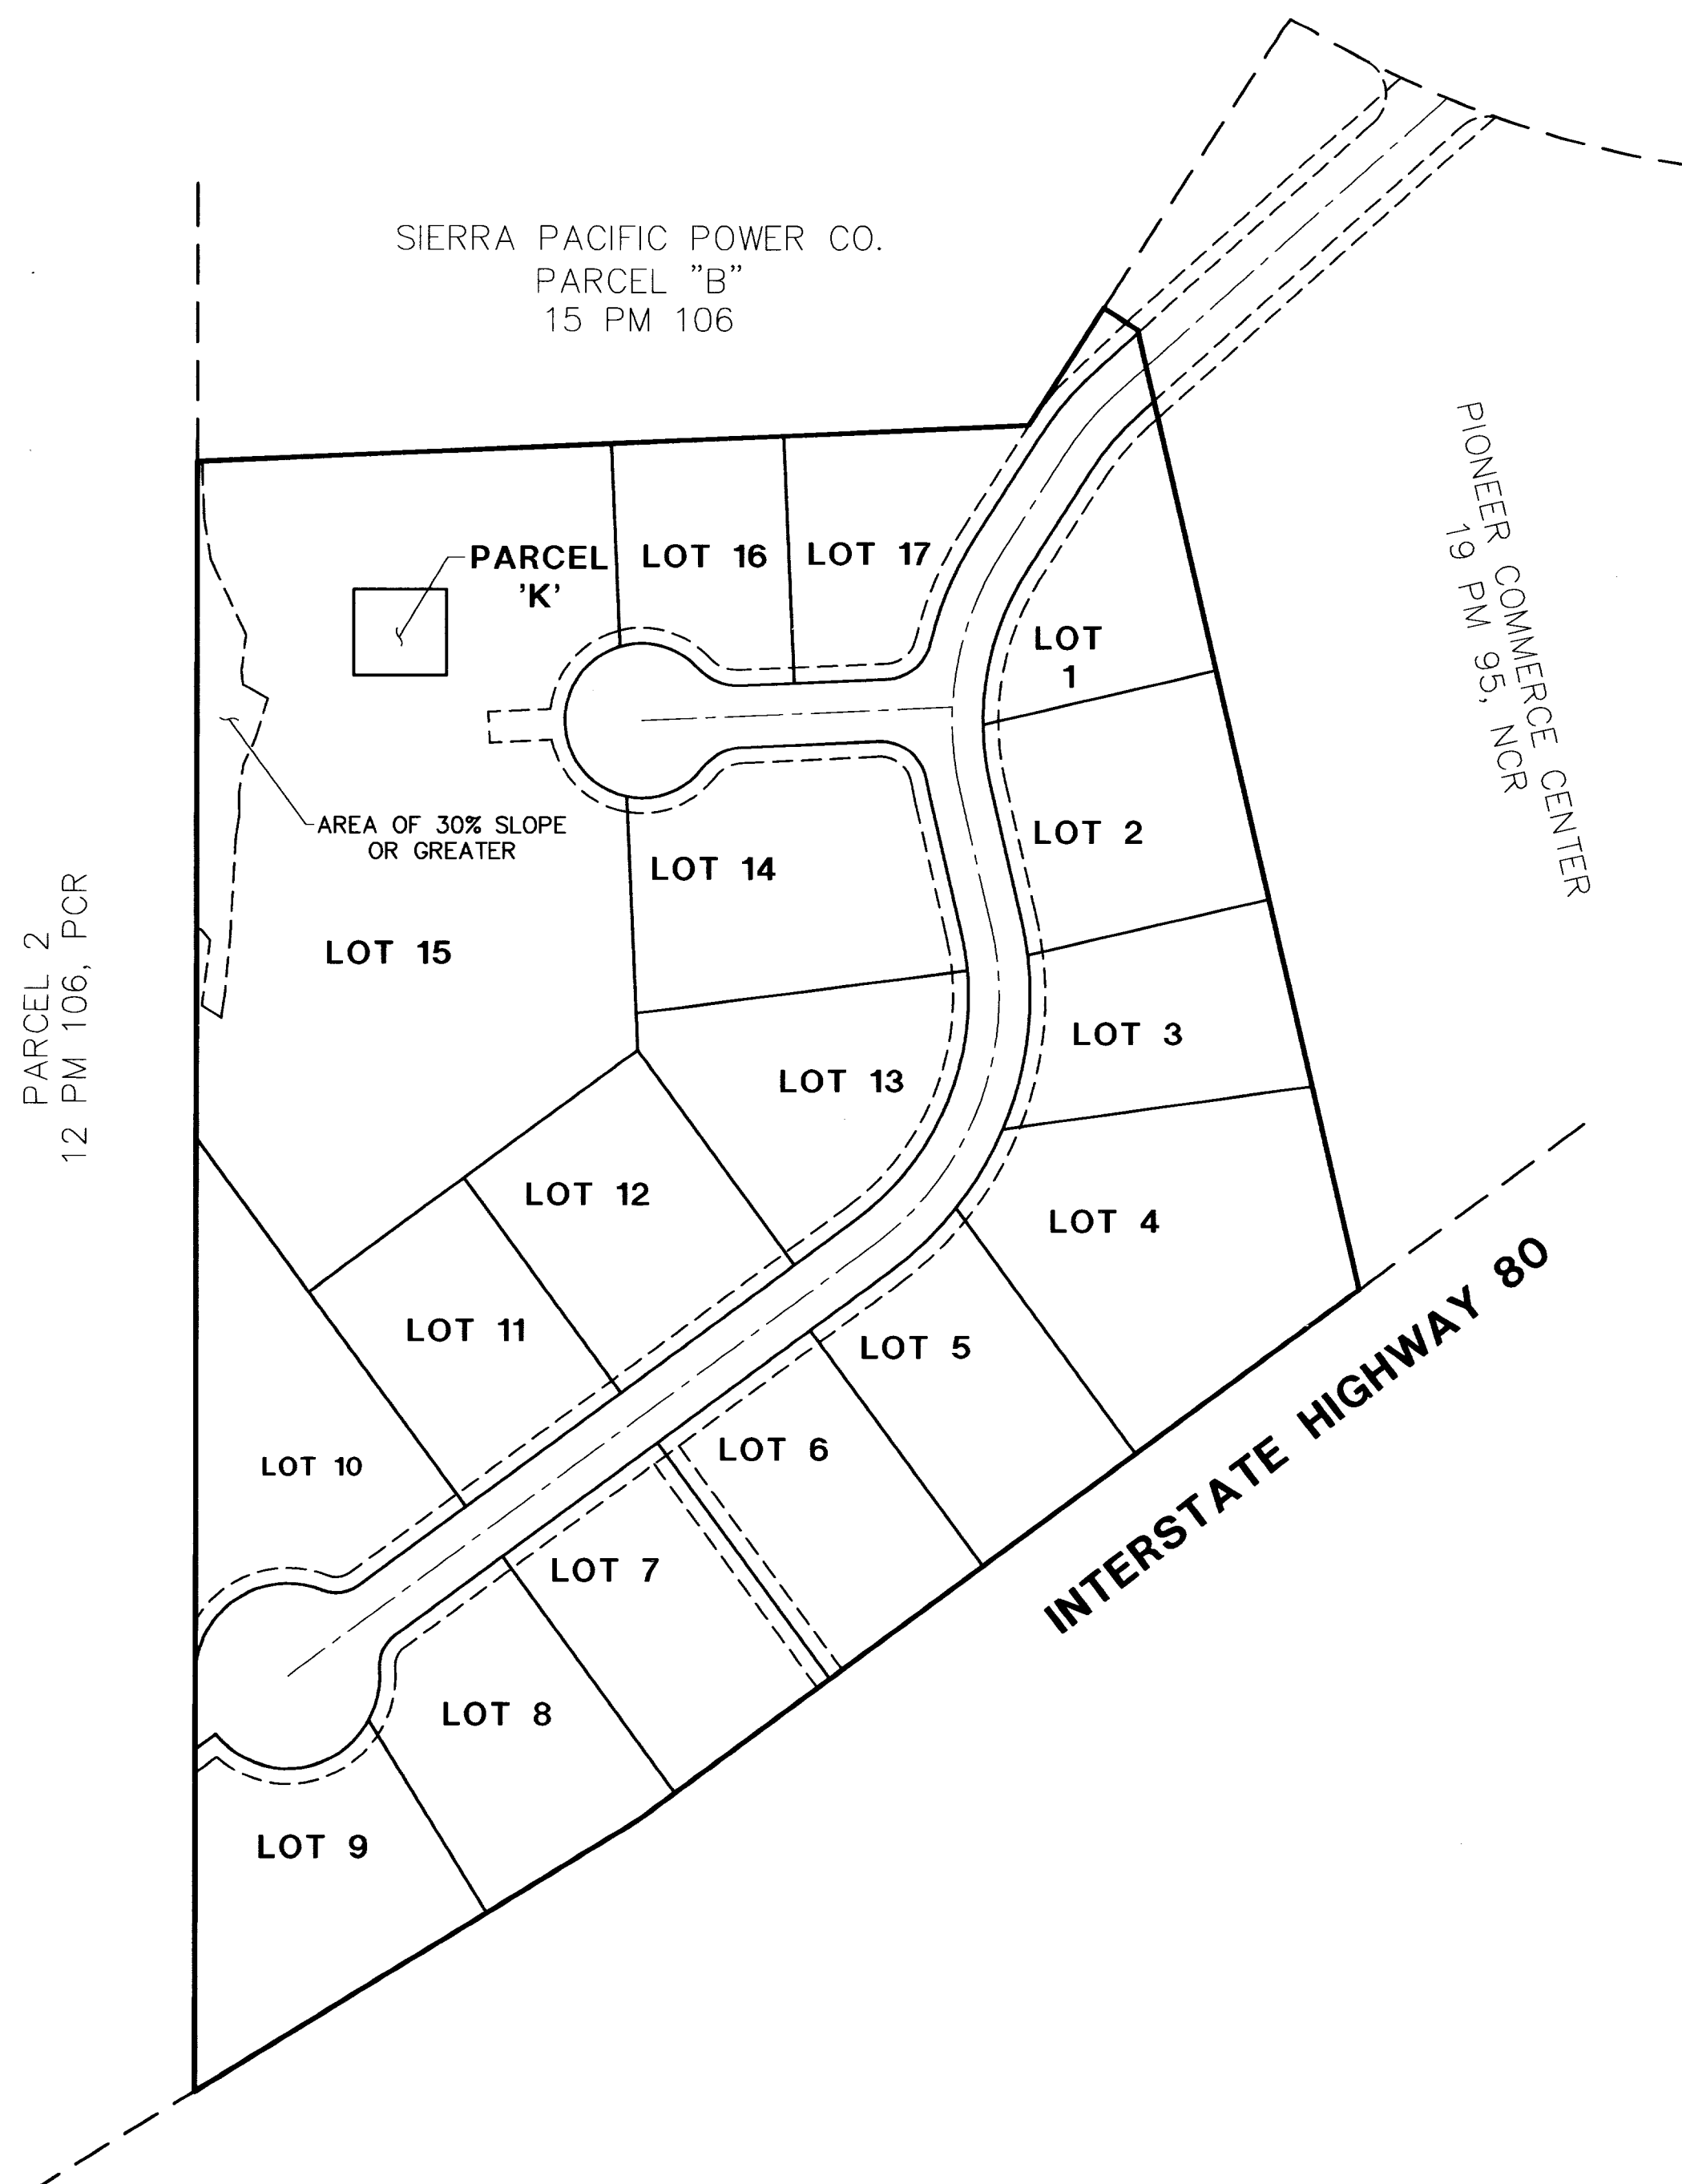 SIERRA PACIFIC POWER CO.
PARCEL "B"
15 PM 106
PIONEER COMMERCE CENTER
19 PM 95, NCR
PARCEL
'K'
LOT 16
LOT 17
LOT
1
AREA OF 30% SLOPE
OR GREATER
LOT 2
LOT 14
LOT 15
PARCEL 2
12 PM 106, PCR
LOT 3
LOT 13
LOT 12
LOT 4
LOT 11
LOT 5
INTERSTATE HIGHWAY 80
LOT 6
LOT 10
LOT 7
LOT 8
LOT 9